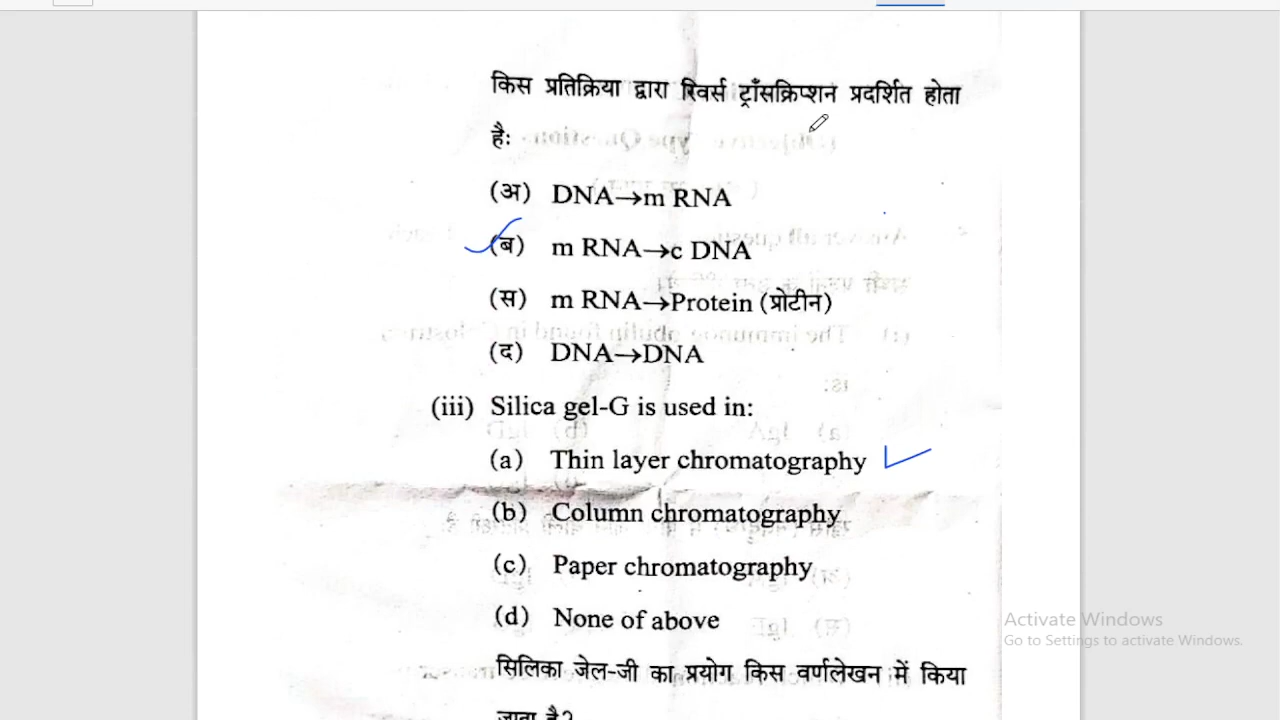 किस प्रतिक्रिया द्वारा रिवर्स ट्राँसक्रिप्शन प्रदर्शित होता
है:
(अ) DNA→m RNA
(ब) m RNA→c DNA
(स) m RNA→Protein (प्रोटीन)
(द) DNA→DNA
(iii) Silica gel-G is used in:
(a) Thin layer chromatography
(b) Column chromatography
(c) Paper chromatography
(d) None of above
Activate Windows
Go to Settings to activate Windows.
सिलिका जेल-जी का प्रयोग किस वर्णलेखन में किया
जाता है?